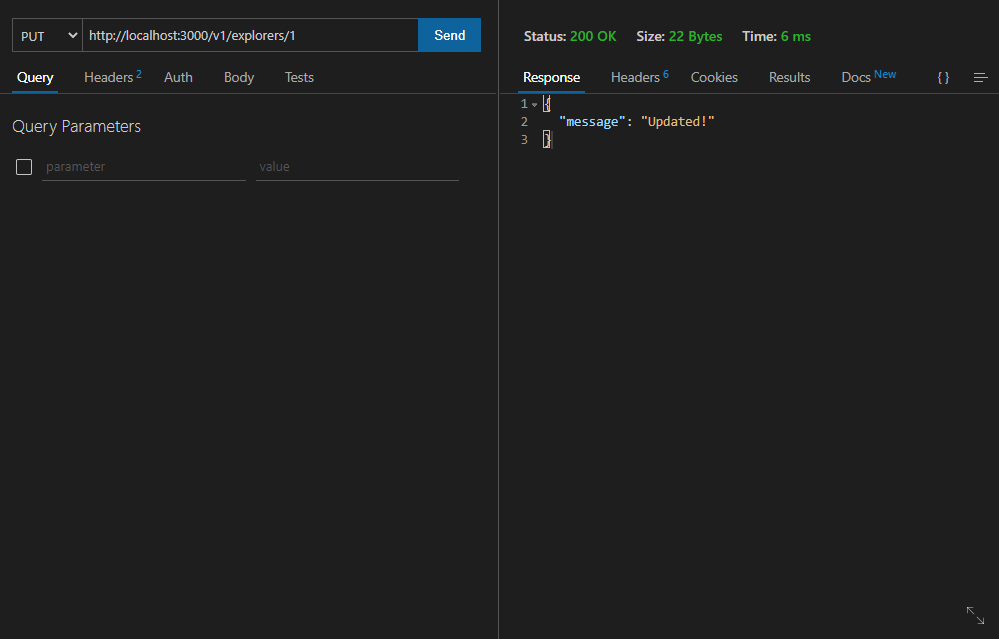 PUT http://localhost:3000/v1/explorers/1 Send
Query Headers 2 Auth Body Tests
Query Parameters
parameter value
Status: 200 OK Size: 22 Bytes Time: 6 ms
Response Headers 6 Cookies Results Docs New { }
1 {
2 "message": "Updated!"
3 }